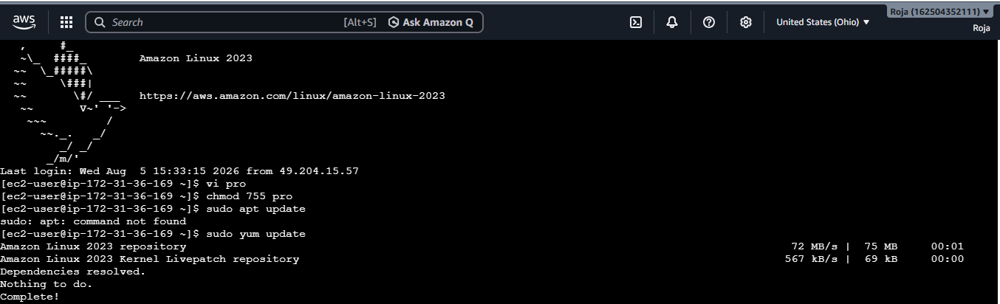 aws
Search [Alt+S] Ask Amazon Q
United States (Ohio) ▼
Roja (162504352111) ▼
Roja
   ,     #_
   ~\_  ####_        Amazon Linux 2023
  ~~  \_#####\
  ~~     \###|
  ~~       \#/ ___   https://aws.amazon.com/linux/amazon-linux-2023
   ~~       V~' '->
    ~~~         /
      ~~._.   _/
         _/ _/
       _/m/'
Last login: Wed Aug  5 15:33:15 2026 from 49.204.15.57
[ec2-user@ip-172-31-36-169 ~]$ vi pro
[ec2-user@ip-172-31-36-169 ~]$ chmod 755 pro
[ec2-user@ip-172-31-36-169 ~]$ sudo apt update
sudo: apt: command not found
[ec2-user@ip-172-31-36-169 ~]$ sudo yum update
Amazon Linux 2023 repository 72 MB/s | 75 MB 00:01
Amazon Linux 2023 Kernel Livepatch repository 567 kB/s | 69 kB 00:00
Dependencies resolved.
Nothing to do.
Complete!